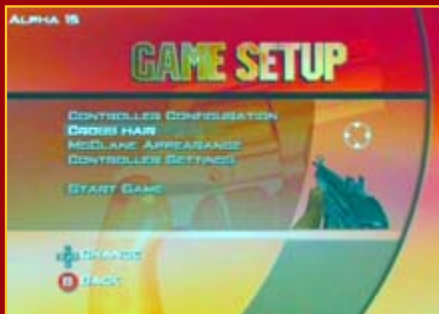 ALPHA 15
GAME SETUP
CONTROLLER CONFIGURATION
CROSS HAIR
MCCLANE APPEARANCE
CONTROLLER SETTINGS
START GAME
CHANGE
B BACK